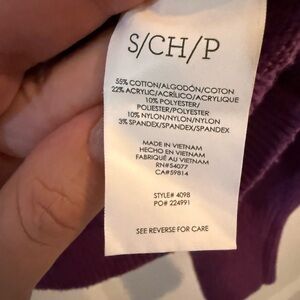 S/CH/P
55% COTTON/ALGODÓN/COTON
22% ACRYLIC/ACRÍLICO/ACRYLIQUE
10% POLYESTER/
POLIÉSTER/POLYESTER
10% NYLON/NYLON/NYLON
3% SPANDEX/SPANDEX/SPANDEX
MADE IN VIETNAM
HECHO EN VIETNAM
FABRIQUÉ AU VIETNAM
RN#54077
CA#59814
STYLE# 4098
PO# 224991
SEE REVERSE FOR CARE